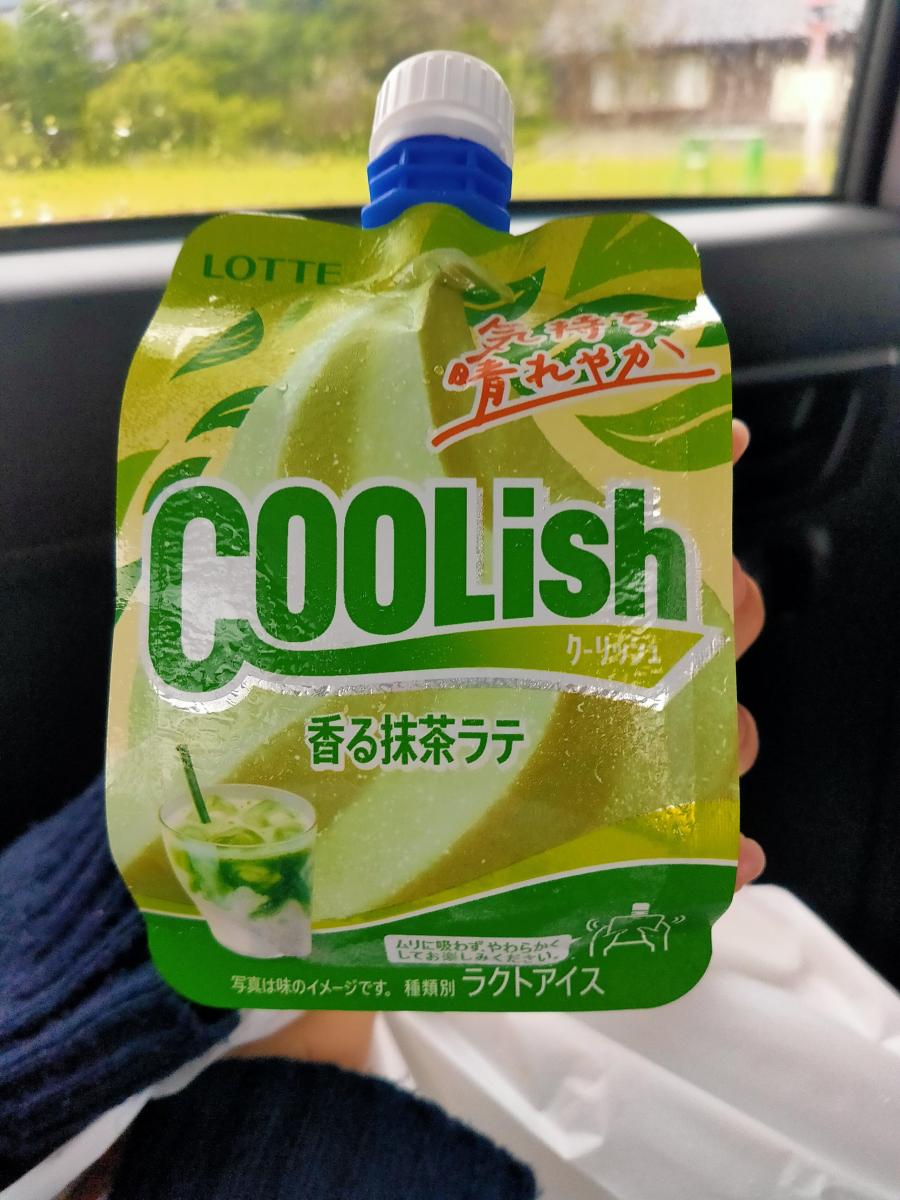 LOTTE
気持ち
晴れやか
COOLish
クーリッシュ
香る抹茶ラテ
ムリに吸わず、やわらかく
してお楽しみください。
写真は味のイメージです。 種類別 ラクトアイス